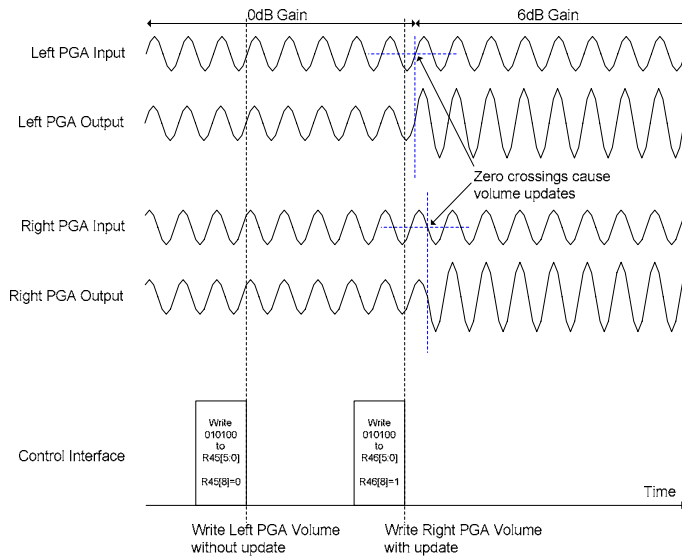 0dB Gain 6dB Gain
Left PGA Input
Left PGA Output
Zero crossings cause
volume updates
Right PGA Input
Right PGA Output
Write
010100
to
R45[5:0]
R45[8]=0
Write
010100
to
R46[5:0]
R46[8]=1
Control Interface
Time
Write Left PGA Volume
without update
Write Right PGA Volume
with update